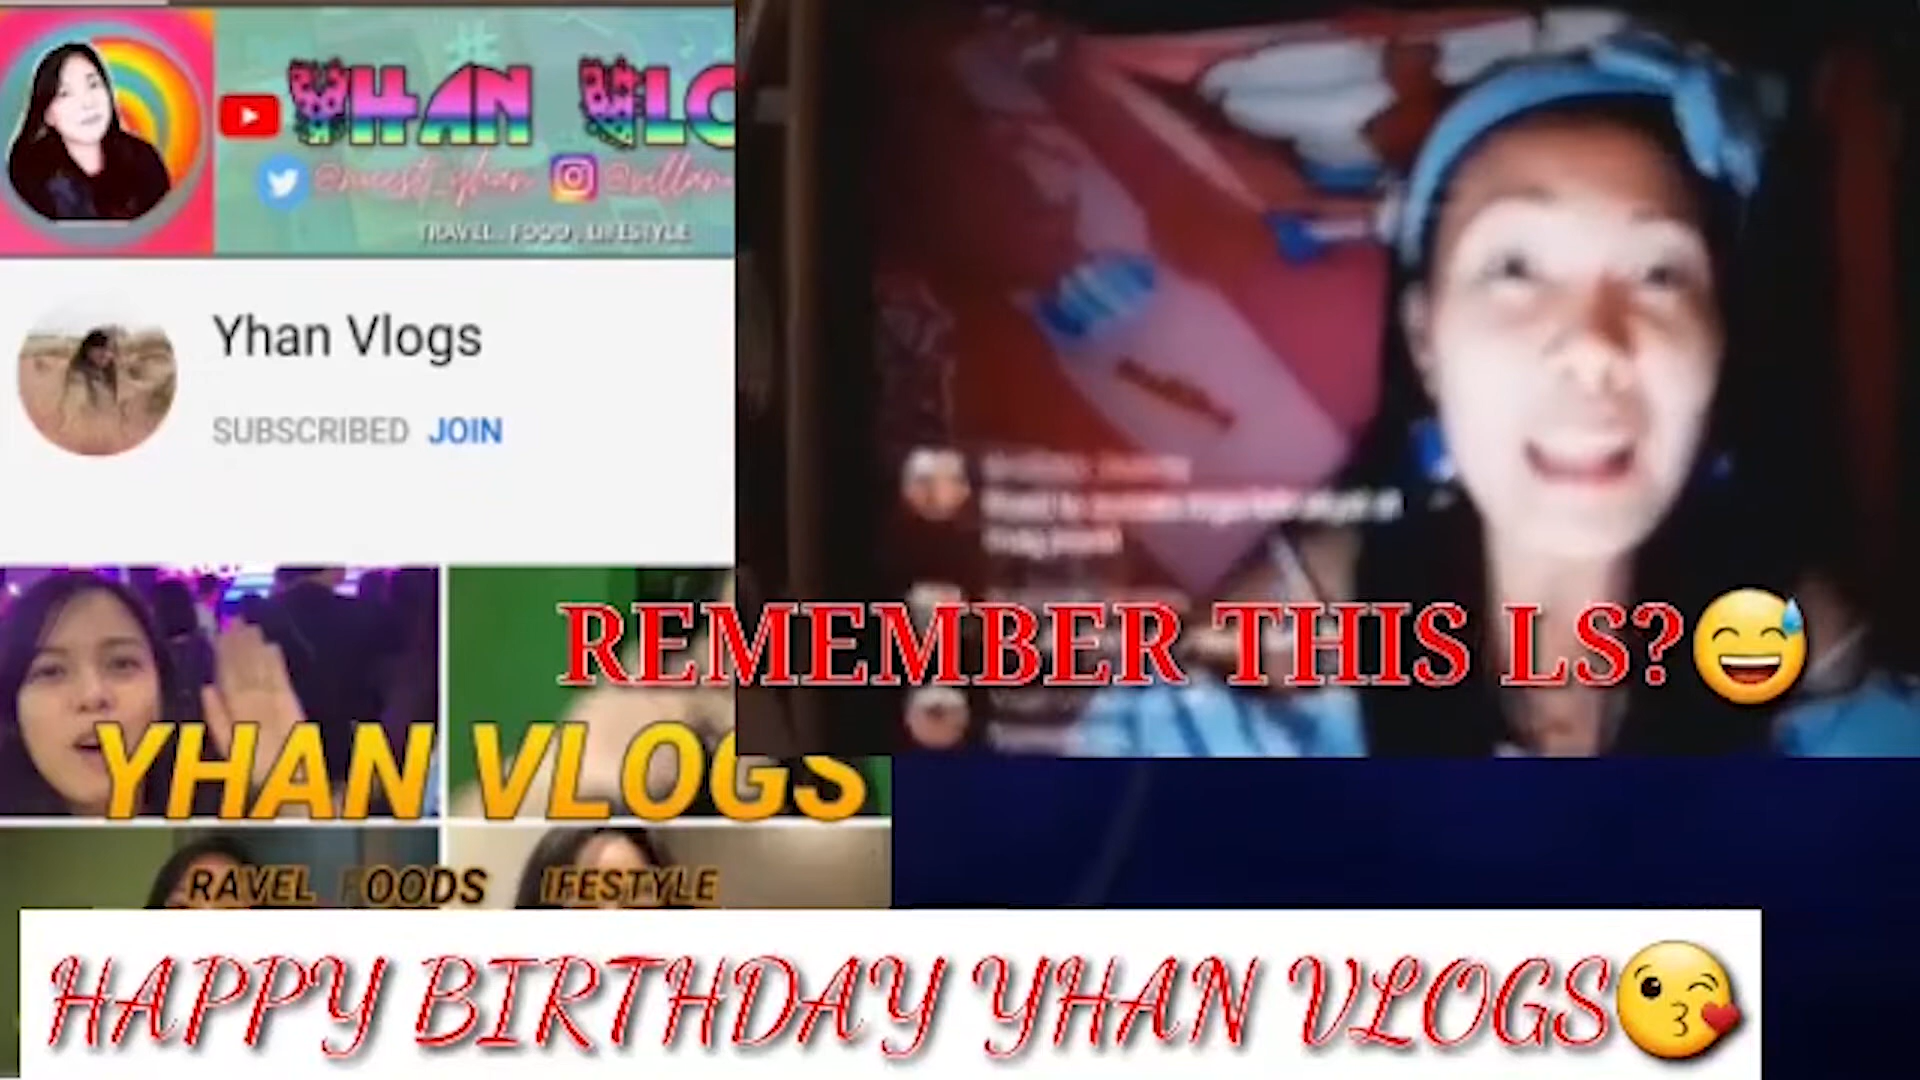 YHAN VLO
TRAVEL . FOOD . LIFESTYLE
Yhan Vlogs
SUBSCRIBED JOIN
REMEMBER THIS LS?😅
YHAN VLOGS
RAVEL FOODS IFESTYLE
HAPPY BIRTHDAY YHAN VLOGS😘